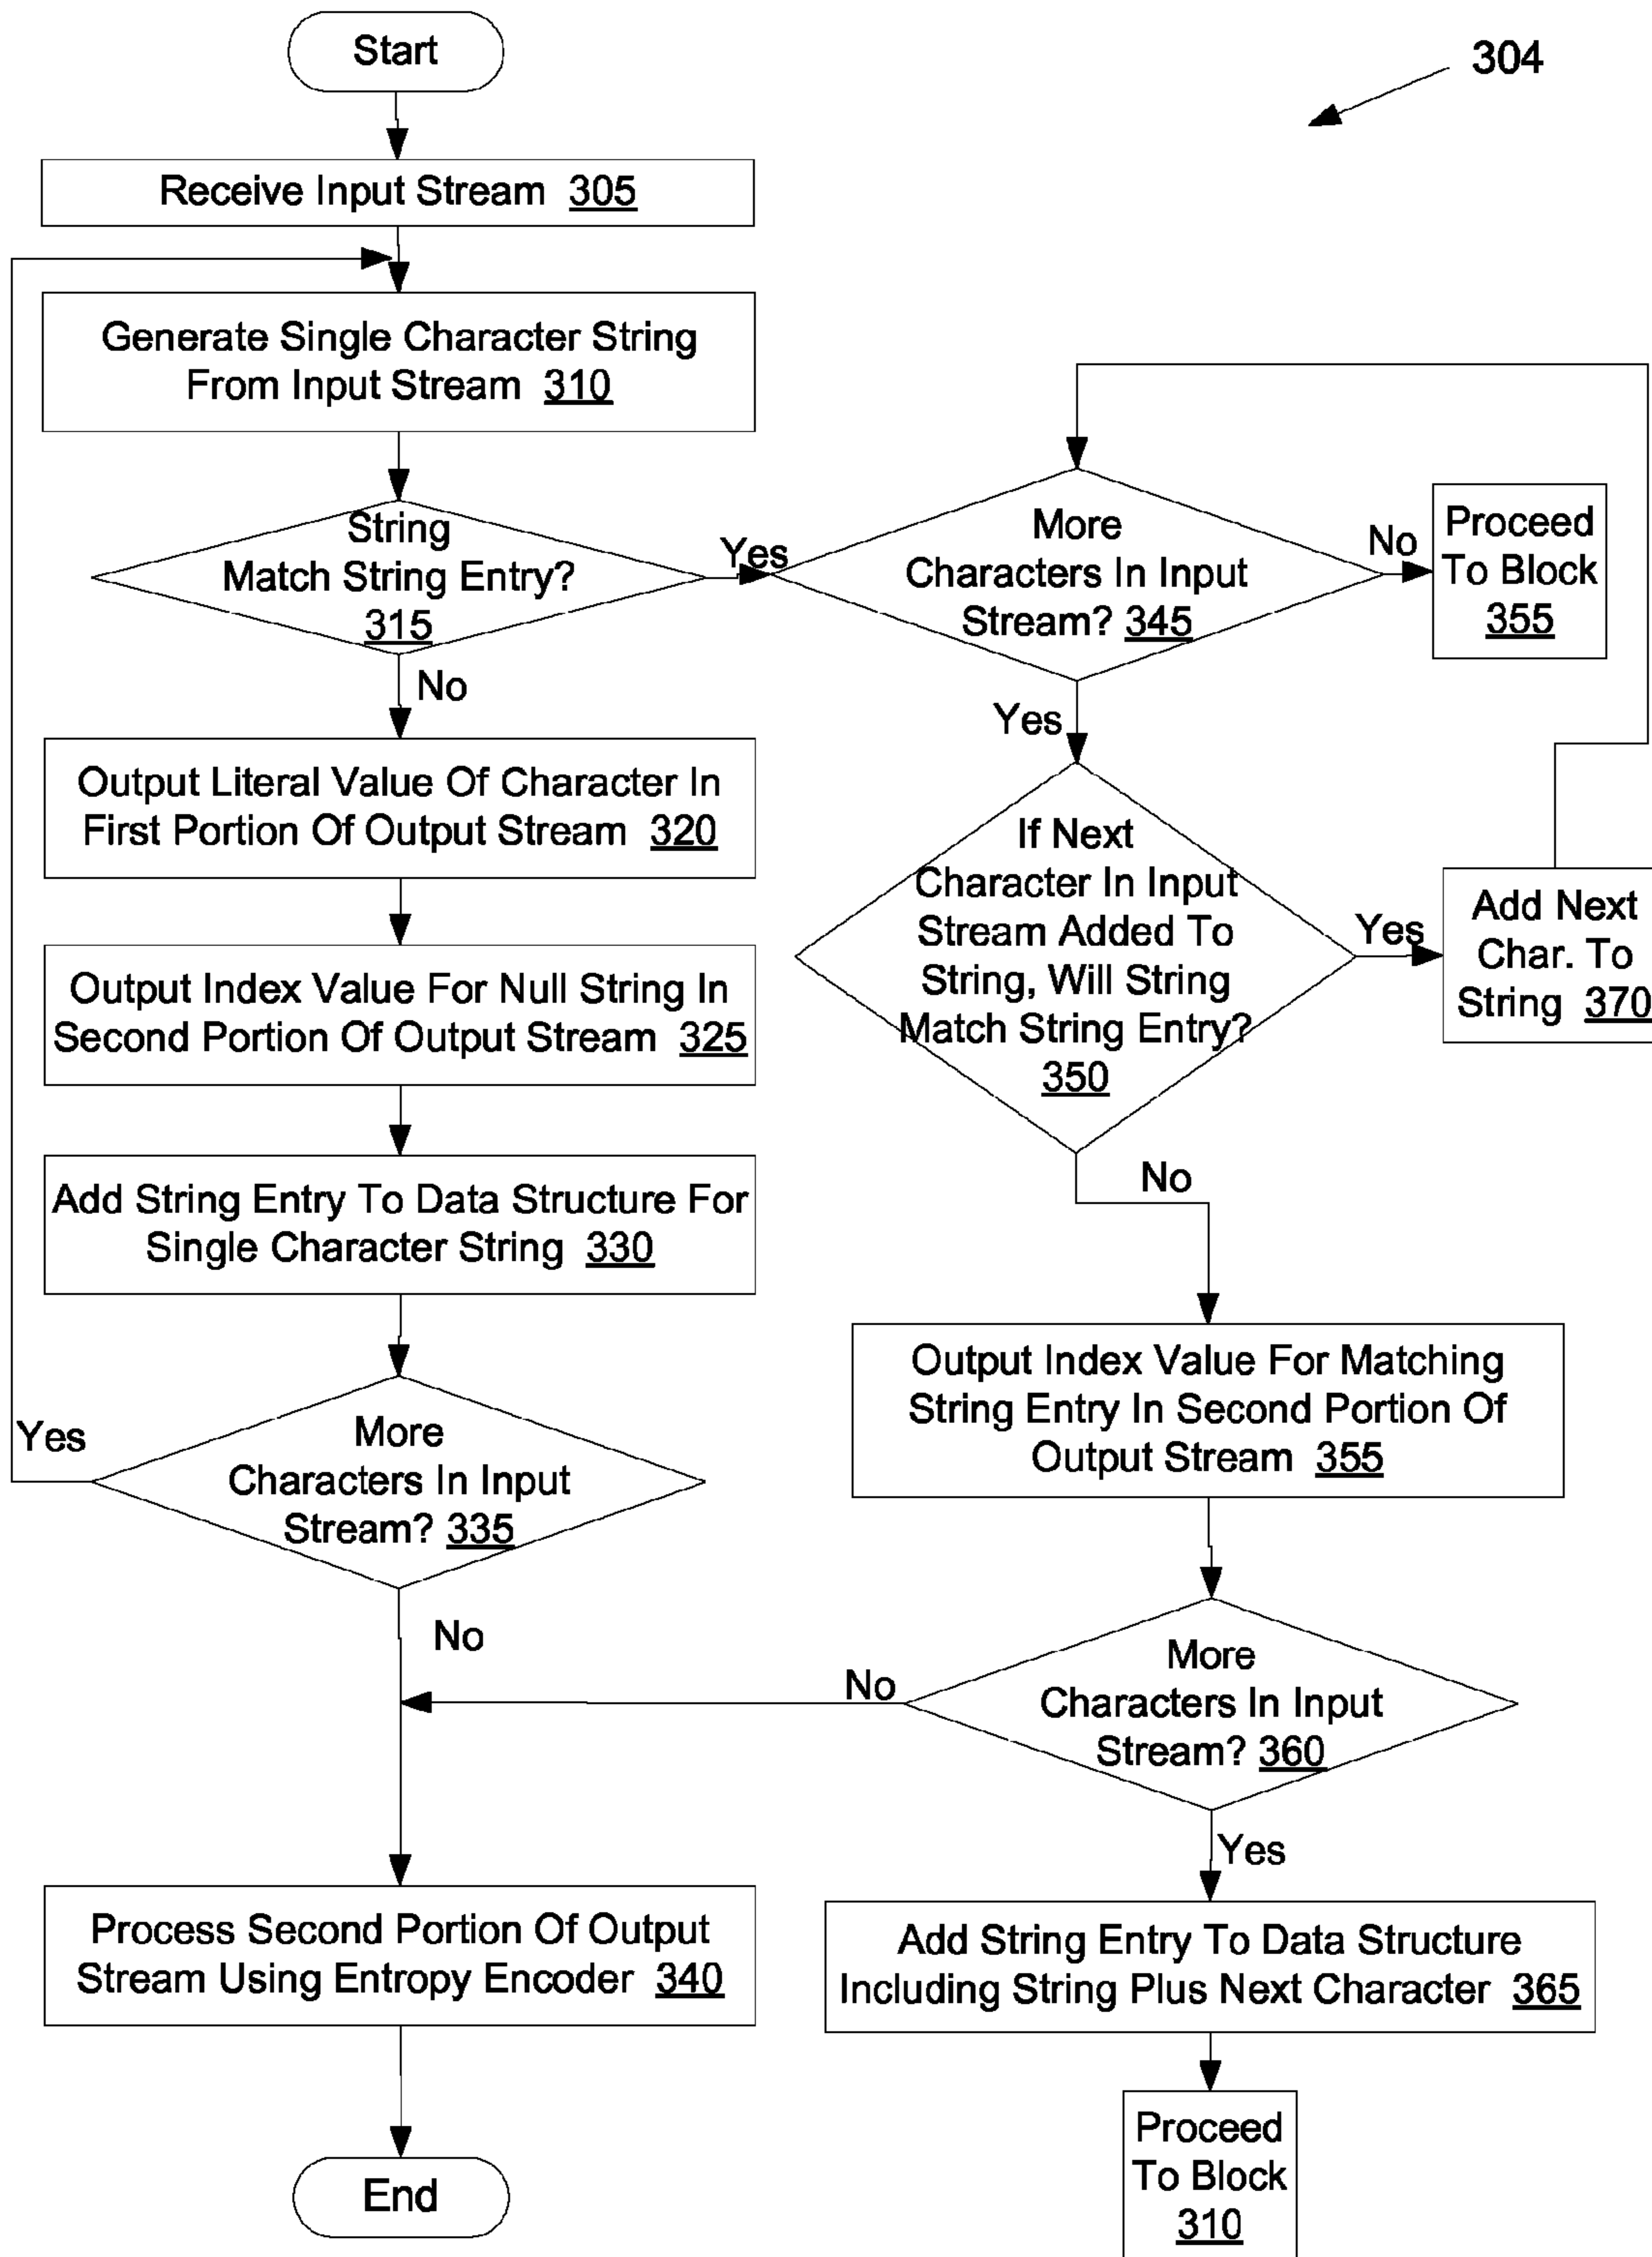 Start
304
Receive Input Stream 305
Generate Single Character String
From Input Stream 310
String
Match String Entry?
315
Yes
No
More
Characters In Input
Stream? 345
No
Proceed
To Block
355
Yes
Output Literal Value Of Character In
First Portion Of Output Stream 320
If Next
Character In Input
Stream Added To
String, Will String
Match String Entry?
350
Yes
Add Next
Char. To
String 370
Output Index Value For Null String In
Second Portion Of Output Stream 325
Add String Entry To Data Structure For
Single Character String 330
No
Output Index Value For Matching
String Entry In Second Portion Of
Output Stream 355
Yes
More
Characters In Input
Stream? 335
No
No
More
Characters In Input
Stream? 360
Yes
Process Second Portion Of Output
Stream Using Entropy Encoder 340
Add String Entry To Data Structure
Including String Plus Next Character 365
End
Proceed
To Block
310